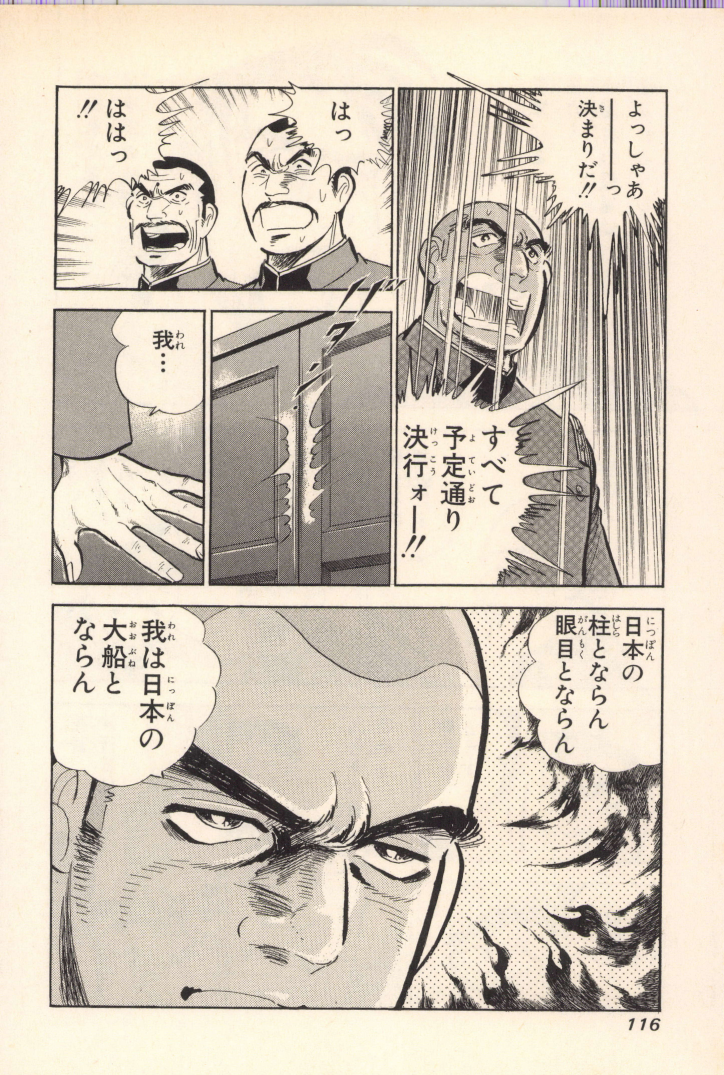 よっしゃあ
――っ
決まりだ!!
すべて
予定通り
決行ォー!!
はっ
ははっ
!!
我…
日本の
柱とならん
眼目とならん
我は日本の
大船と
ならん
116